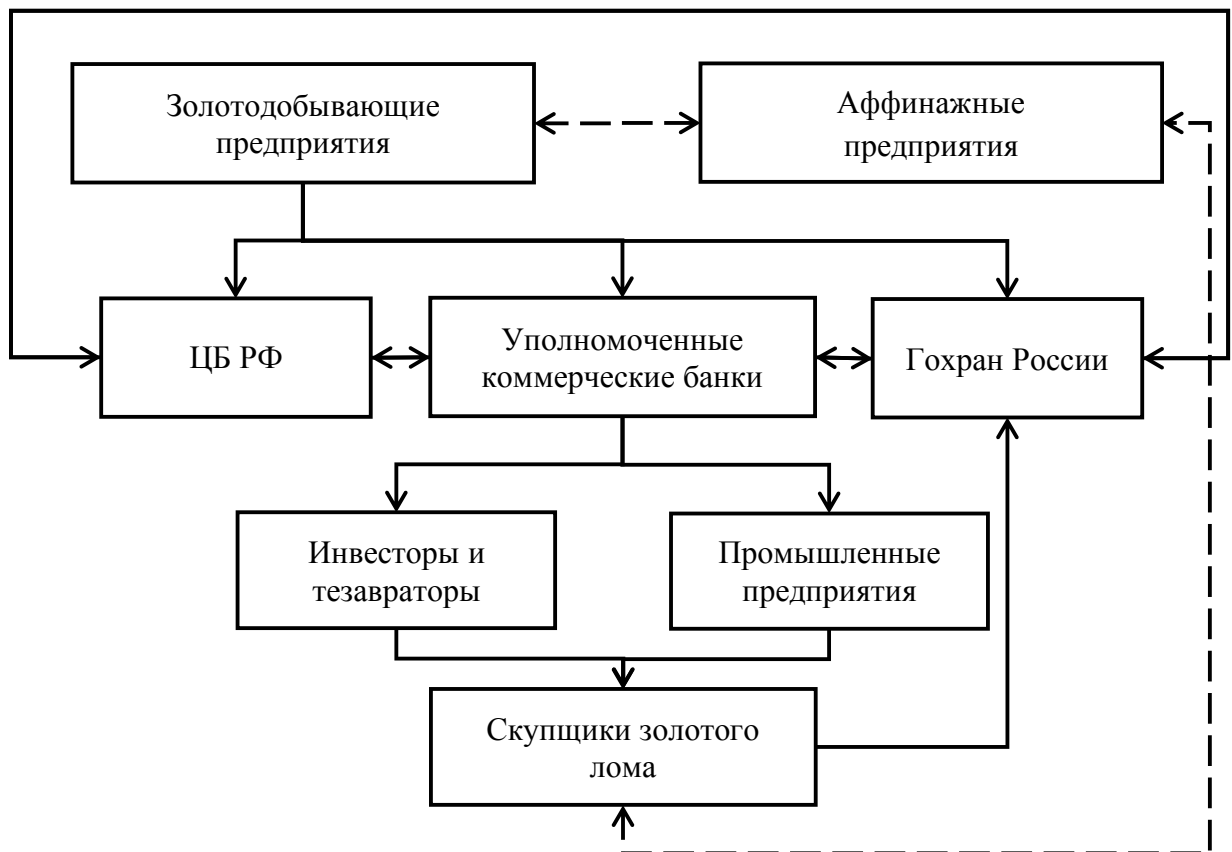 Золотодобывающие
предприятия
Аффинажные
предприятия
ЦБ РФ
Уполномоченные
коммерческие банки
Гохран России
Инвесторы и
тезавраторы
Промышленные
предприятия
Скупщики золотого
лома